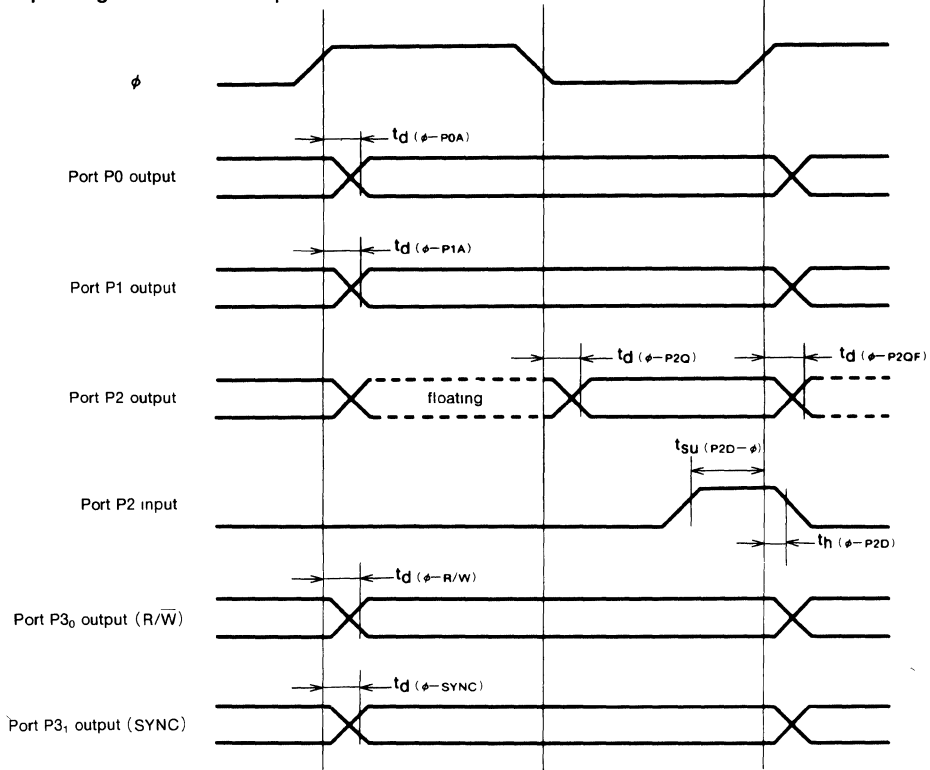 ϕ
td (ϕ−P0A)
Port P0 output
td (ϕ−P1A)
Port P1 output
td (ϕ−P2Q)
td (ϕ−P2QF)
Port P2 output
floating
tsu (P2D−ϕ)
Port P2 input
th (ϕ−P2D)
td (ϕ−R/W)
Port P3₀ output (R/W̅)
td (ϕ−SYNC)
Port P3₁ output (SYNC)